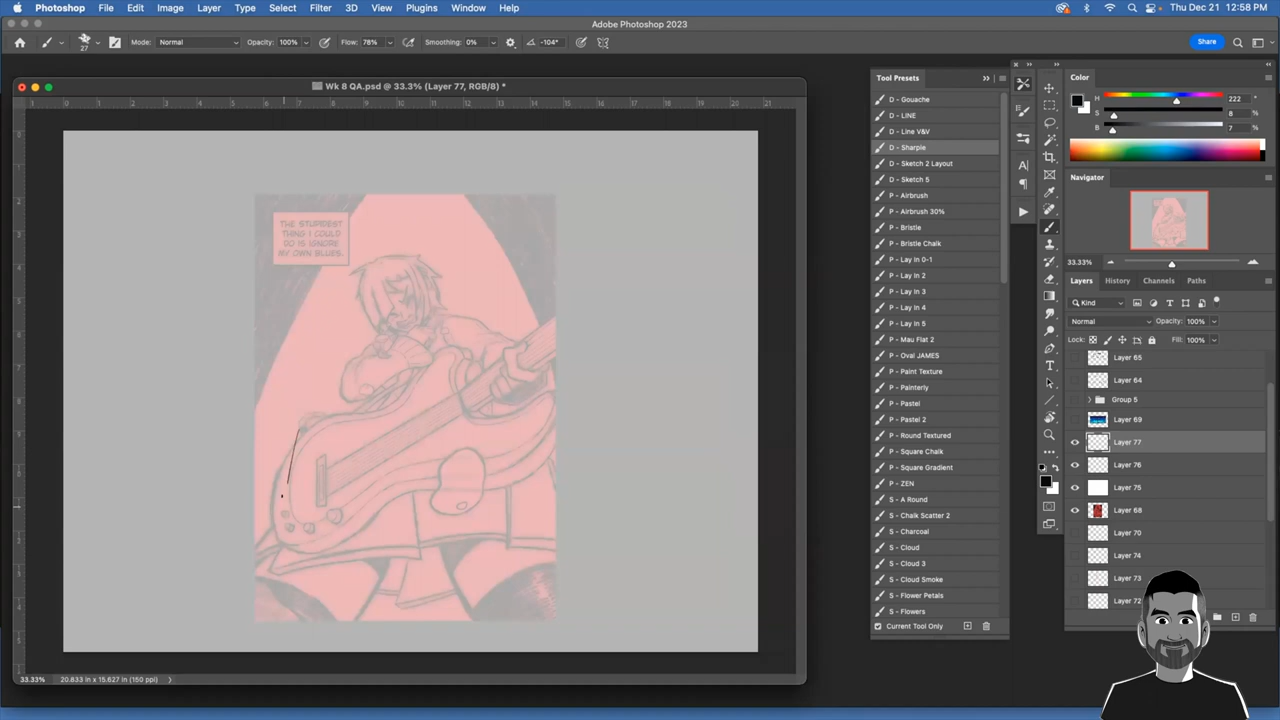 Photoshop File Edit Image Layer Type Select Filter 3D View Plugins Window Help Thu Dec 21 12:58 PM
Adobe Photoshop 2023
27 Mode: Normal Opacity: 100% Flow: 78% Smoothing: 0% -104° Share
Wk 8 QA.psd @ 33.3% (Layer 77, RGB/8) *
THE STUPIDEST
THING I COULD
DO IS IGNORE
MY OWN BLUES.
33.33% 20.833 in x 15.627 in (150 ppi)
Tool Presets
D - Gouache
D - LINE
D - Line V&V
D - Sharpie
D - Sketch 2 Layout
D - Sketch 5
P - Airbrush
P - Airbrush 30%
P - Bristle
P - Bristle Chalk
P - Lay In 0-1
P - Lay In 2
P - Lay In 3
P - Lay In 4
P - Lay In 5
P - Mau Flat 2
P - Oval JAMES
P - Paint Texture
P - Painterly
P - Pastel
P - Pastel 2
P - Round Textured
P - Square Chalk
P - Square Gradient
P - ZEN
S - A Round
S - Chalk Scatter 2
S - Charcoal
S - Cloud
S - Cloud 3
S - Cloud Smoke
S - Flower Petals
S - Flowers
Current Tool Only
Color
H 222 °
S 8 %
B 7 %
Navigator
33.33%
Layers History Channels Paths
Kind
Normal Opacity: 100%
Lock: Fill: 100%
Layer 65
Layer 64
Group 5
Layer 69
Layer 77
Layer 76
Layer 75
Layer 68
Layer 70
Layer 74
Layer 73
Layer 72